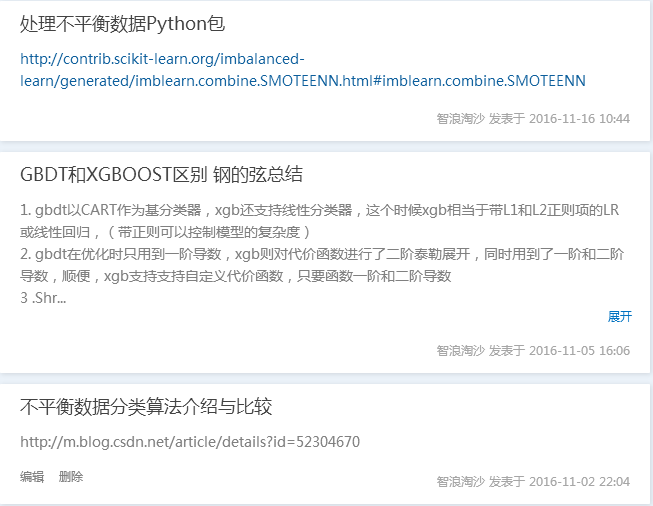 处理不平衡数据Python包
http://contrib.scikit-learn.org/imbalanced-
learn/generated/imblearn.combine.SMOTEENN.html#imblearn.combine.SMOTEENN
智浪淘沙 发表于 2016-11-16 10:44
GBDT和XGBOOST区别 钢的弦总结
1. gbdt以CART作为基分类器，xgb还支持线性分类器，这个时候xgb相当于带L1和L2正则项的LR
或线性回归，（带正则可以控制模型的复杂度）
2. gbdt在优化时只用到一阶导数，xgb则对代价函数进行了二阶泰勒展开，同时用到了一阶和二阶
导数，顺便，xgb支持支持自定义代价函数，只要函数一阶和二阶导数
3 .Shr...
展开
智浪淘沙 发表于 2016-11-05 16:06
不平衡数据分类算法介绍与比较
http://m.blog.csdn.net/article/details?id=52304670
编辑 删除
智浪淘沙 发表于 2016-11-02 22:04